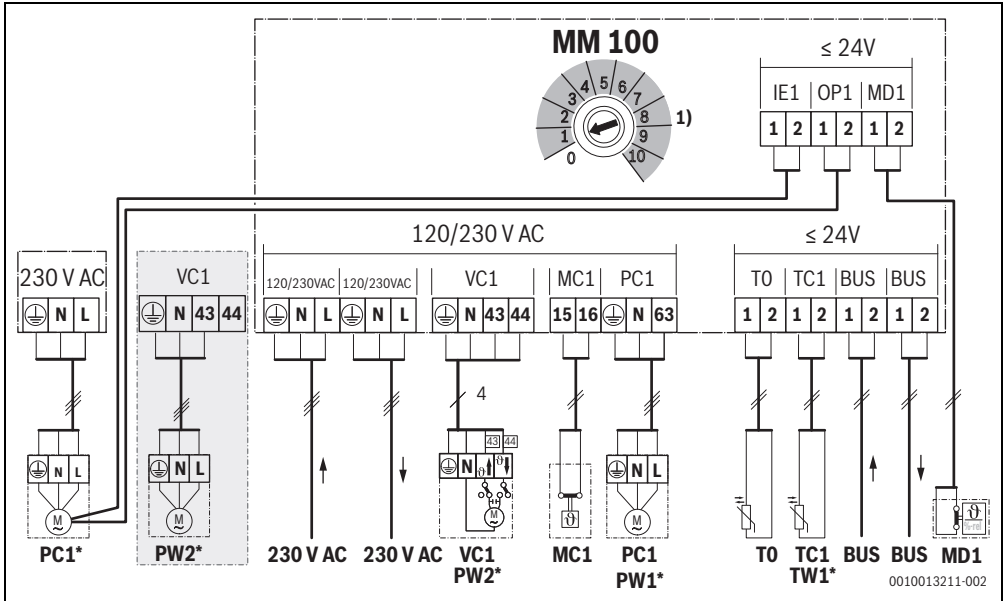 MM 100
≤ 24V
IE1 OP1 MD1
1 2 1 2 1 2
0 1 2 3 4 5 6 7 8 9 10
1)
120/230 V AC
≤ 24V
230 V AC
N L
VC1
N 43 44
120/230VAC 120/230VAC VC1 MC1 PC1
N L N L N 43 44 15 16 N 63
T0 TC1 BUS BUS
1 2 1 2 1 2 1 2
4
43 44
N L
N L
N ϑ ϑ
N L
M ~
M ~
M ~
ϑ
M ~
ϑ
%-rel
PC1*
PW2*
230 V AC
230 V AC
VC1
PW2*
MC1
PC1
PW1*
T0
TC1
TW1*
BUS
BUS
MD1
0010013211-002